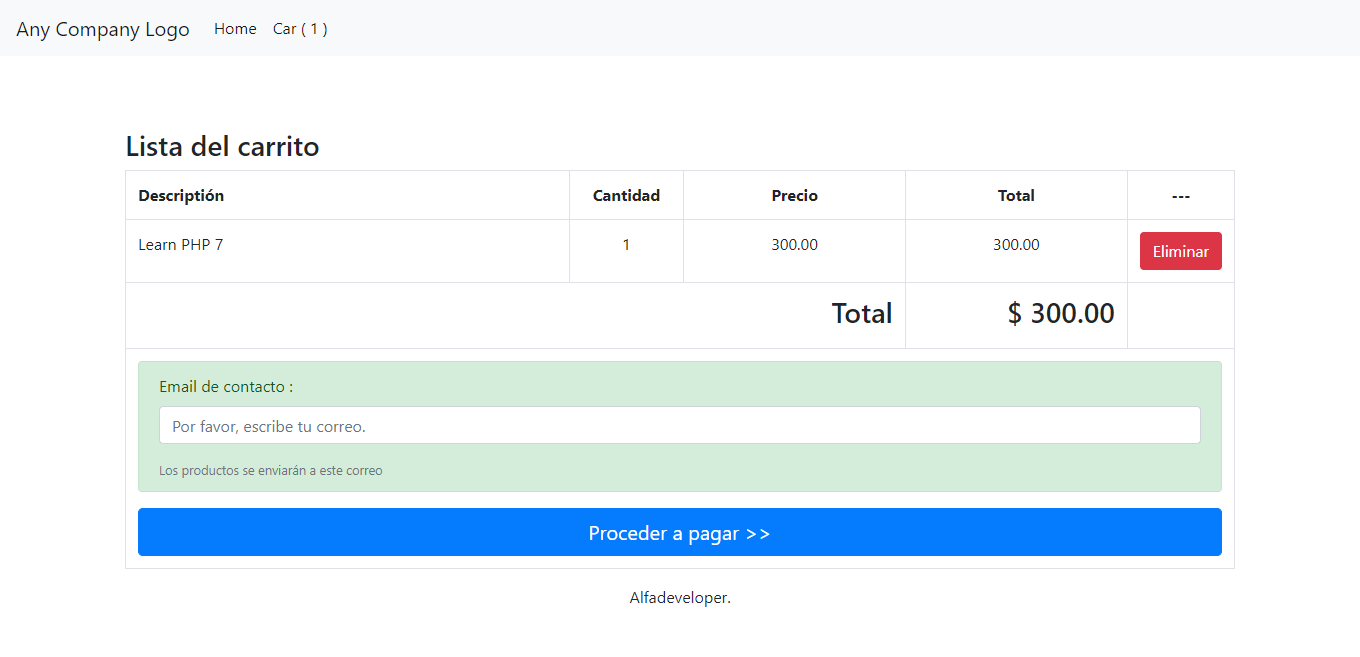 Any Company Logo Home Car ( 1 )
Lista del carrito
Descriptión Cantidad Precio Total ---
Learn PHP 7 1 300.00 300.00 Eliminar
Total $ 300.00
Email de contacto :
Por favor, escribe tu correo.
Los productos se enviarán a este correo
Proceder a pagar >>
Alfadeveloper.